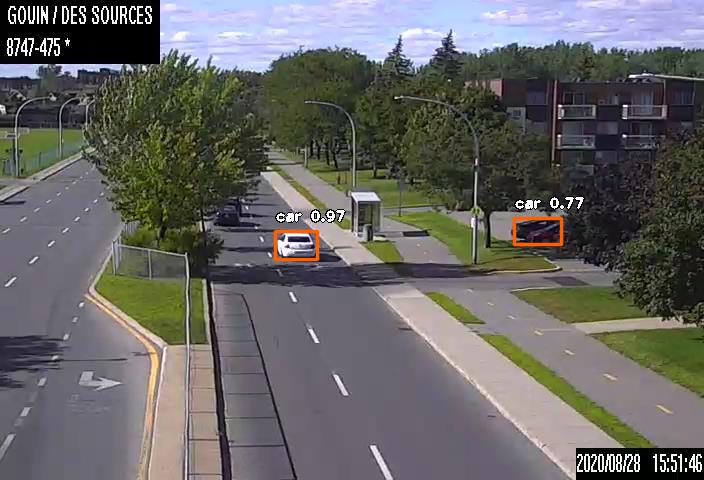 GOUIN / DES SOURCES
8747-475 *
car 0.97
car 0.77
2020/08/28 15:51:46